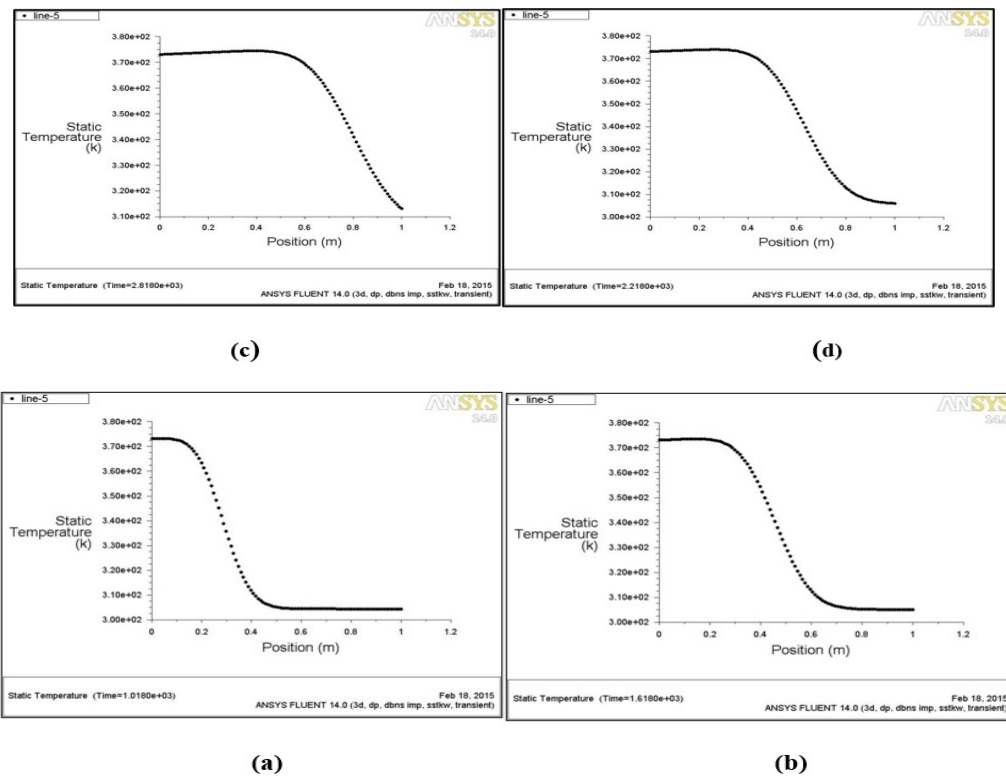 line-5
ANSYS
14.0
3.80e+02
3.70e+02
3.60e+02
3.50e+02
Static
Temperature
(k)
3.40e+02
3.30e+02
3.20e+02
3.10e+02
0 0.2 0.4 0.6 0.8 1 1.2
Position (m)
Static Temperature (Time=2.8180e+03)
Feb 18, 2015
ANSYS FLUENT 14.0 (3d, dp, dbns imp, sstkw, transient)
line-5
ANSYS
14.0
3.80e+02
3.70e+02
3.60e+02
3.50e+02
Static
Temperature
(k)
3.40e+02
3.30e+02
3.20e+02
3.10e+02
3.00e+02
0 0.2 0.4 0.6 0.8 1 1.2
Position (m)
Static Temperature (Time=2.2180e+03)
Feb 18, 2015
ANSYS FLUENT 14.0 (3d, dp, dbns imp, sstkw, transient)
(c)
(d)
line-5
ANSYS
14.0
3.80e+02
3.70e+02
3.60e+02
3.50e+02
Static
Temperature
(k)
3.40e+02
3.30e+02
3.20e+02
3.10e+02
3.00e+02
0 0.2 0.4 0.6 0.8 1 1.2
Position (m)
Static Temperature (Time=1.0180e+03)
Feb 18, 2015
ANSYS FLUENT 14.0 (3d, dp, dbns imp, sstkw, transient)
line-5
ANSYS
14.0
3.80e+02
3.70e+02
3.60e+02
3.50e+02
Static
Temperature
(k)
3.40e+02
3.30e+02
3.20e+02
3.10e+02
3.00e+02
0 0.2 0.4 0.6 0.8 1 1.2
Position (m)
Static Temperature (Time=1.6180e+03)
Feb 18, 2015
ANSYS FLUENT 14.0 (3d, dp, dbns imp, sstkw, transient)
(a)
(b)